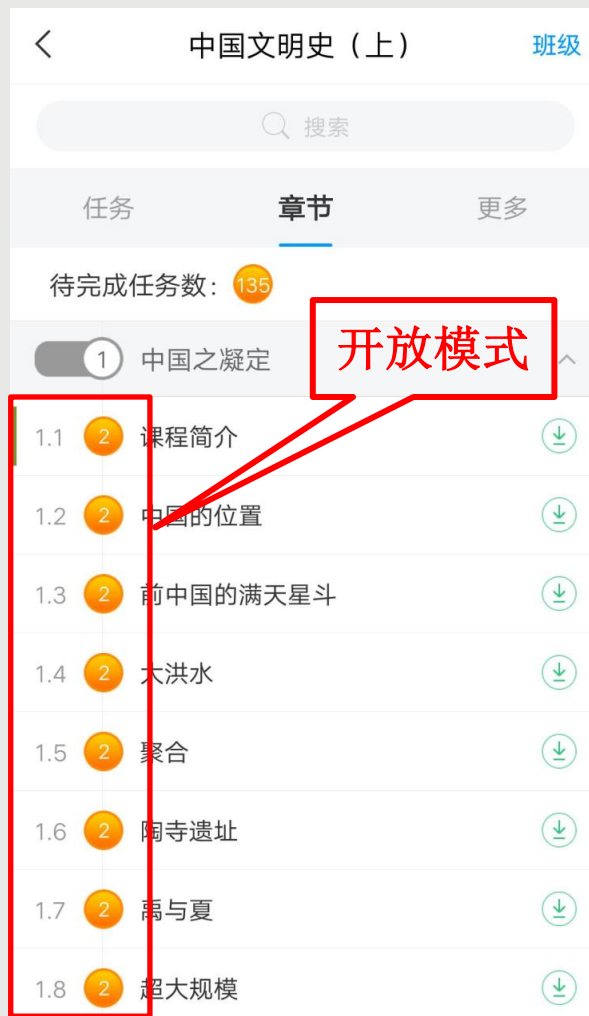 中国文明史（上）
班级
搜索
任务
章节
更多
待完成任务数：135
开放模式
1 中国之凝定
1.1 2 课程简介
1.2 2 中国的位置
1.3 2 前中国的满天星斗
1.4 2 大洪水
1.5 2 聚合
1.6 2 陶寺遗址
1.7 2 禹与夏
1.8 2 超大规模